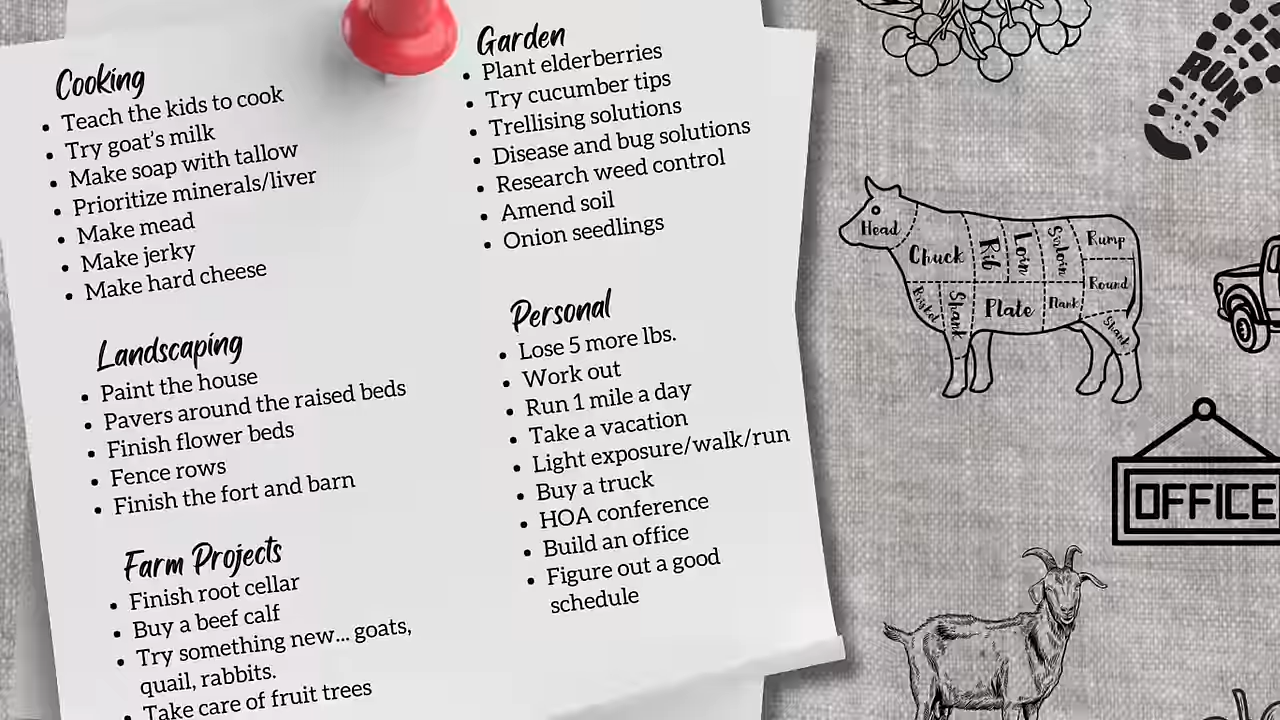 Cooking
Teach the kids to cook
Try goat's milk
Make soap with tallow
Prioritize minerals/liver
Make mead
Make jerky
Make hard cheese
Landscaping
Paint the house
Pavers around the raised beds
Finish flower beds
Fence rows
Finish the fort and barn
Farm Projects
Finish root cellar
Buy a beef calf
Try something new... goats,
quail, rabbits.
Take care of fruit trees
Garden
Plant elderberries
Try cucumber tips
Trellising solutions
Disease and bug solutions
Research weed control
Amend soil
Onion seedlings
Personal
Lose 5 more lbs.
Work out
Run 1 mile a day
Take a vacation
Light exposure/walk/run
Buy a truck
HOA conference
Build an office
Figure out a good
schedule
RUN
Head
Chuck
Rib
Loin
Sirloin
Rump
Round
Brisket
Shank
Plate
Flank
Shank
OFFICE